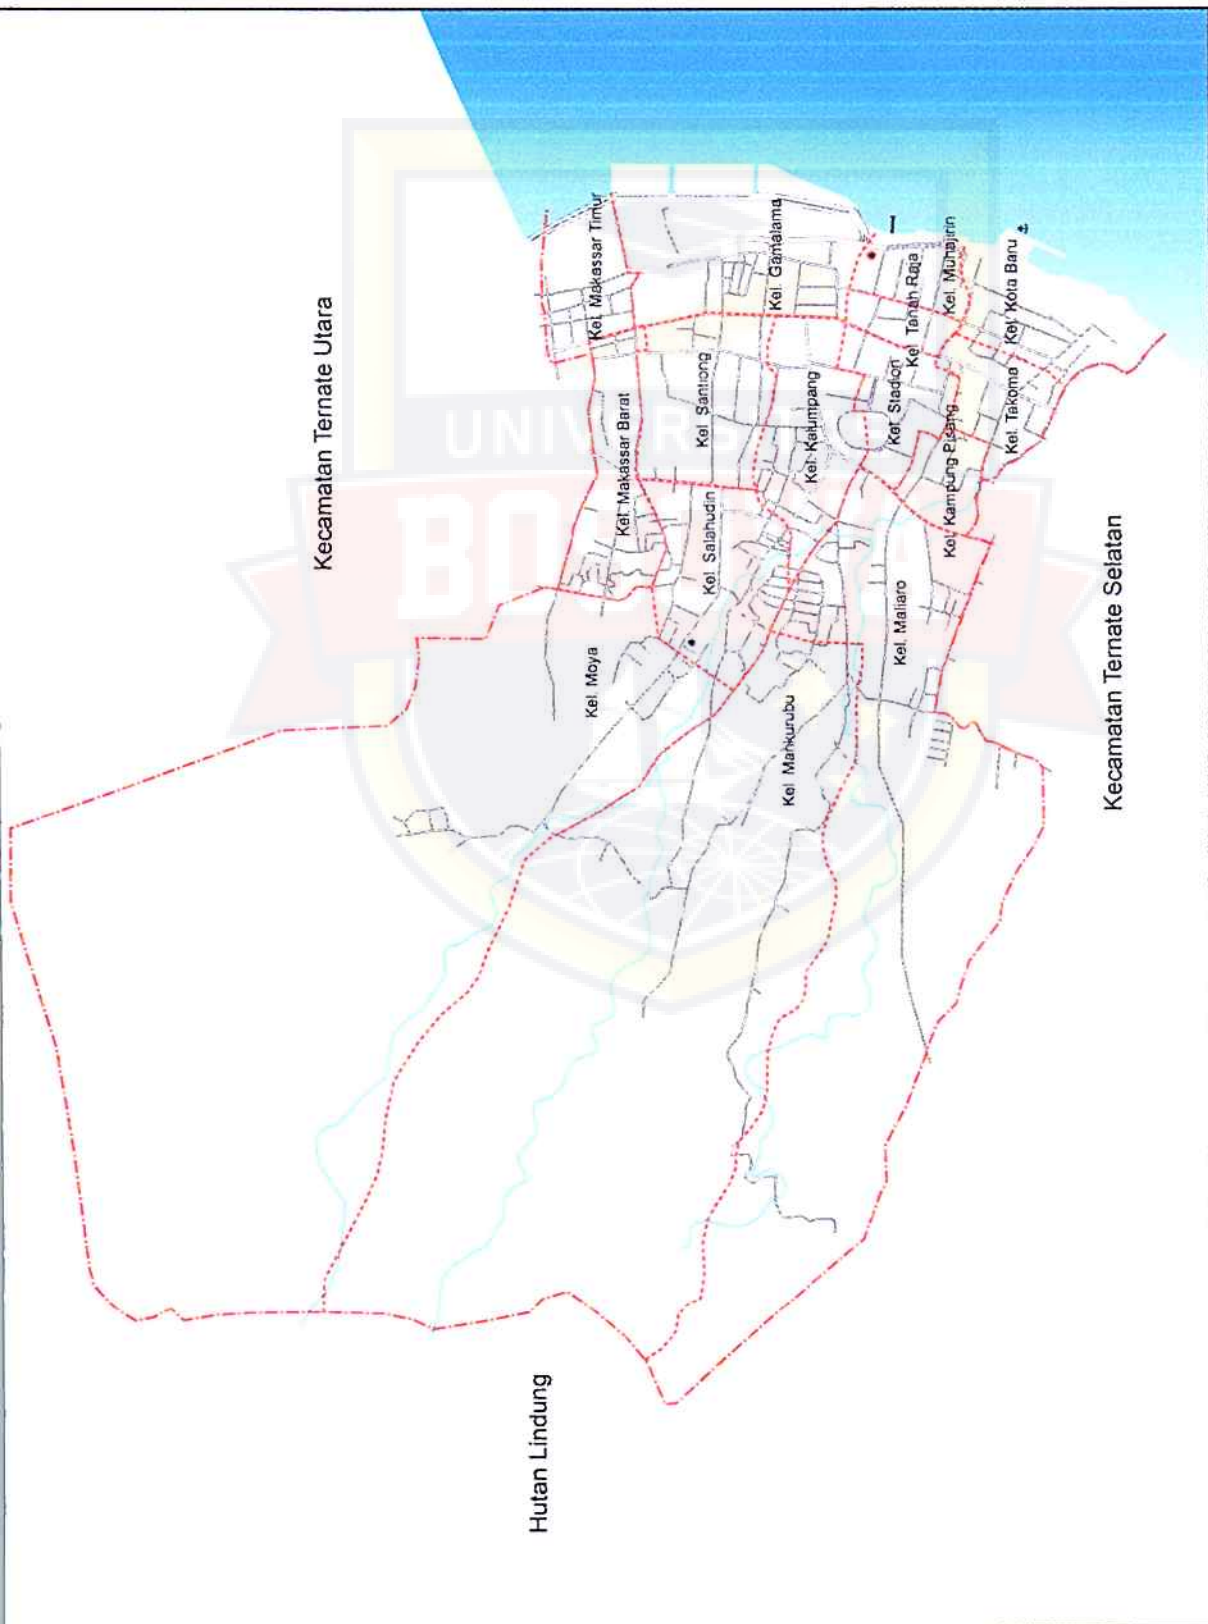 Kecamatan Ternate Utara
Kel. Makassar Timur
Kel. Gamalama
Kel. Tanah Raja
Kel. Muhajirin
Kel. Kota Baru
Kel. Makassar Barat
Kel. Santiong
Kel. Kalumpang
Kel. Stadion
Kel. Kampung Pisang
Kel. Takoma
Kel. Salahudin
Kel. Moya
Kel. Maliaro
Kel. Mankurubu
Kecamatan Ternate Selatan
Hutan Lindung
UNIVERSITAS
BOSOWA